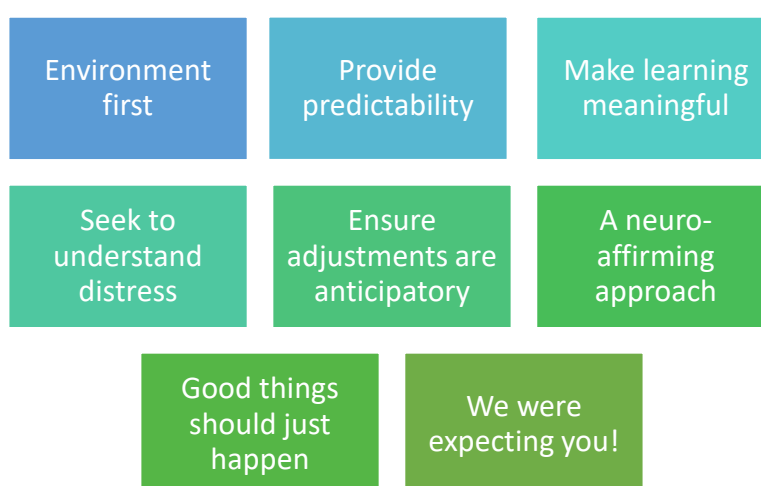 Environment
first
Provide
predictability
Make learning
meaningful
Seek to
understand
distress
Ensure
adjustments are
anticipatory
A neuro-
affirming
approach
Good things
should just
happen
We were
expecting you!